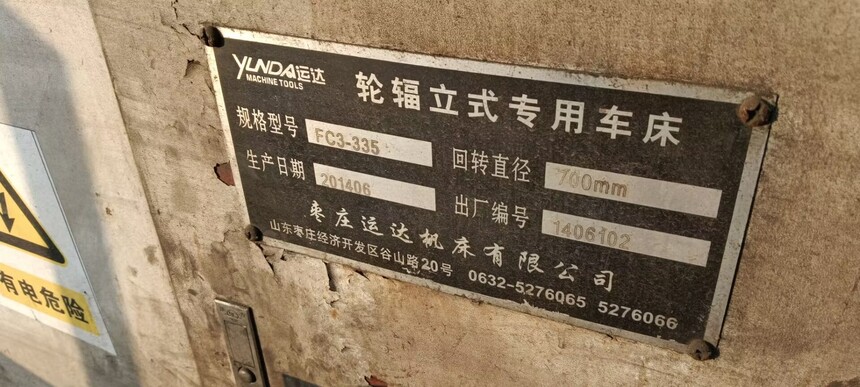 YUNDA运达
MACHINE TOOLS
轮辐立式专用车床
规格型号 FC3-335 回转直径 700mm
生产日期 201406 出厂编号 1406102
枣庄运达机床有限公司
山东枣庄经济开发区谷山路20号 0632-5276065 5276066
有电危险